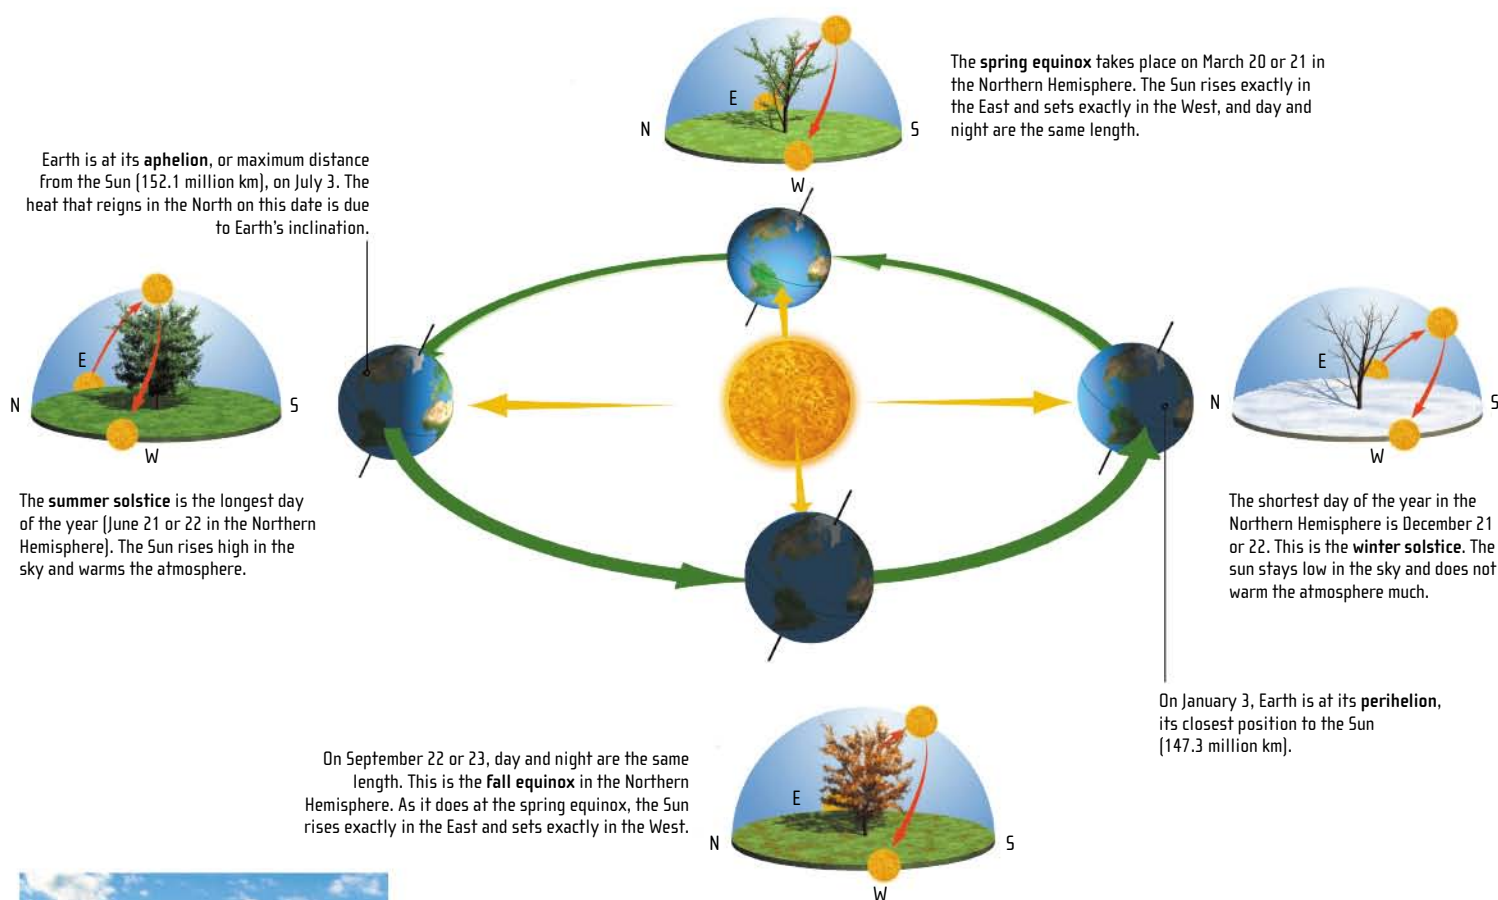 The spring equinox takes place on March 20 or 21 in
the Northern Hemisphere. The Sun rises exactly in
the East and sets exactly in the West, and day and
night are the same length.
E
N
S
W
Earth is at its aphelion, or maximum distance
from the Sun (152.1 million km), on July 3. The
heat that reigns in the North on this date is due
to Earth's inclination.
E
N
S
W
The summer solstice is the longest day
of the year (June 21 or 22 in the Northern
Hemisphere). The Sun rises high in the
sky and warms the atmosphere.
E
N
S
W
The shortest day of the year in the
Northern Hemisphere is December 21
or 22. This is the winter solstice. The
sun stays low in the sky and does not
warm the atmosphere much.
On January 3, Earth is at its perihelion,
its closest position to the Sun
(147.3 million km).
On September 22 or 23, day and night are the same
length. This is the fall equinox in the Northern
Hemisphere. As it does at the spring equinox, the Sun
rises exactly in the East and sets exactly in the West.
E
N
S
W